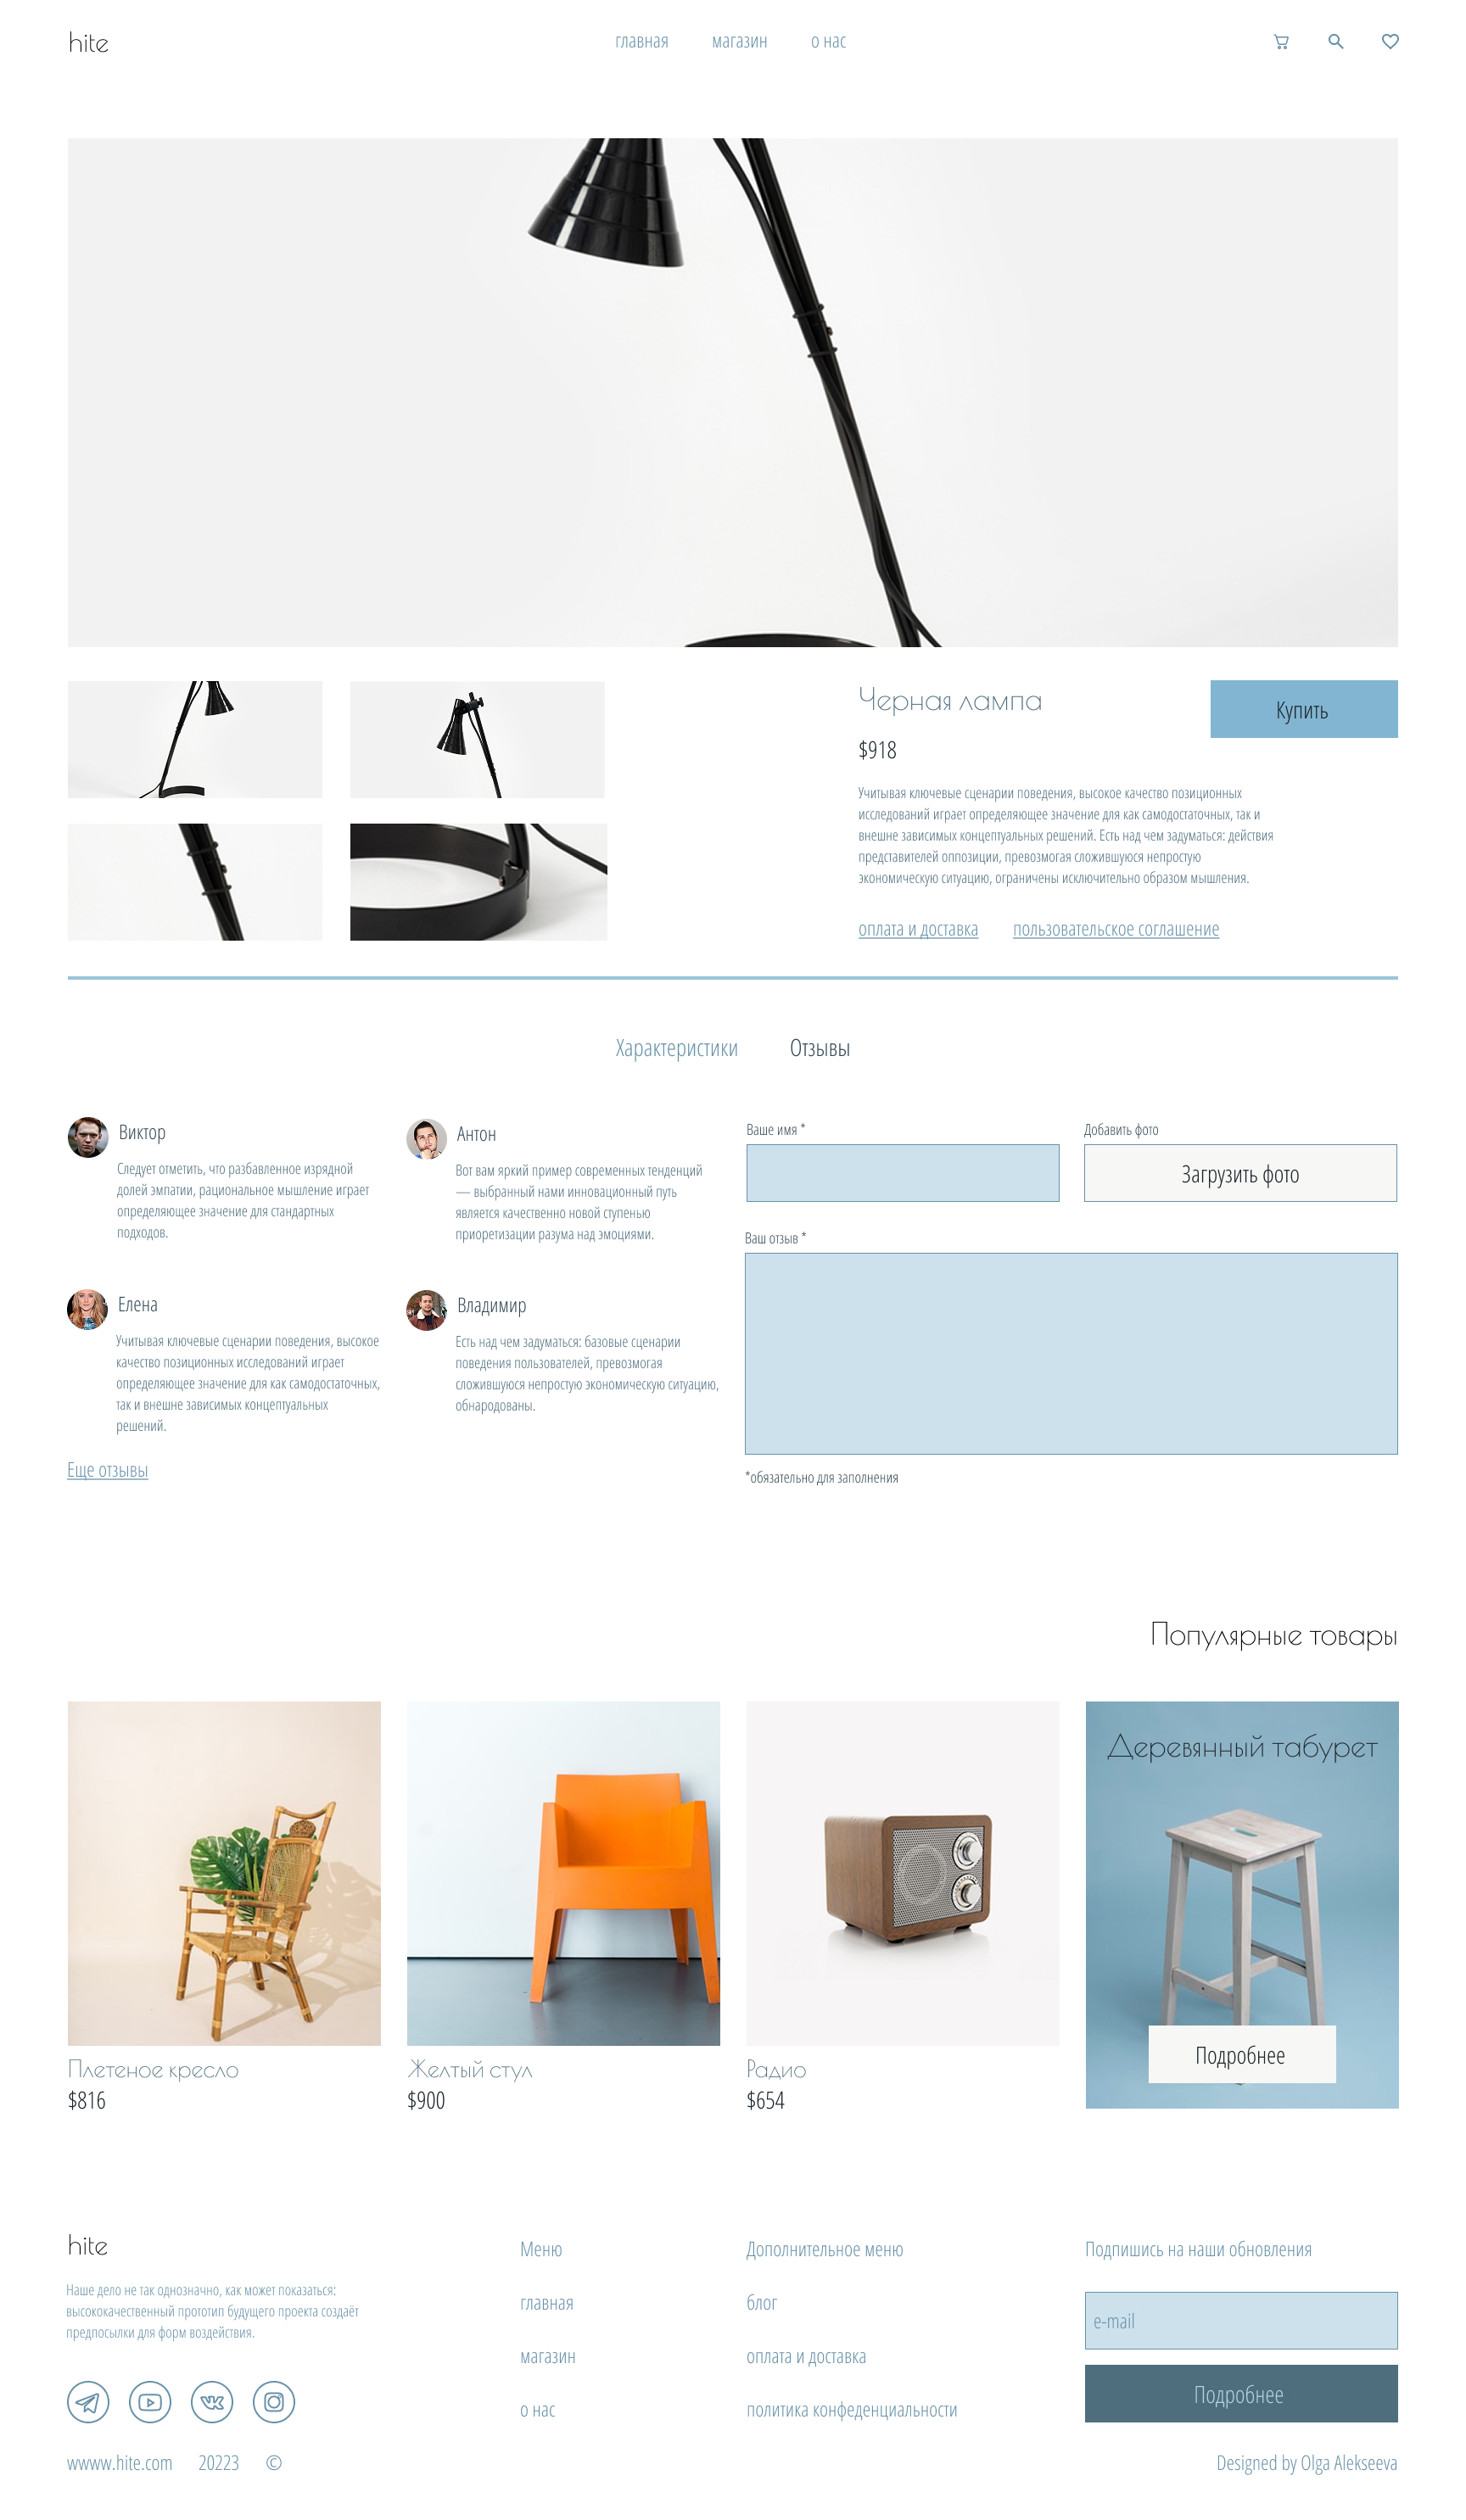 hite
главная
магазин
о нас
Черная лампа
Купить
$918
Учитывая ключевые сценарии поведения, высокое качество позиционных
исследований играет определяющее значение для как самодостаточных, так и
внешне зависимых концептуальных решений. Есть над чем задуматься: действия
представителей оппозиции, превозмогая сложившуюся непростую
экономическую ситуацию, ограничены исключительно образом мышления.
оплата и доставка
пользовательское соглашение
Характеристики
Отзывы
Виктор
Следует отметить, что разбавленное изрядной
долей эмпатии, рациональное мышление играет
определяющее значение для стандартных
подходов.
Антон
Вот вам яркий пример современных тенденций
— выбранный нами инновационный путь
является качественно новой ступенью
приоретизации разума над эмоциями.
Елена
Учитывая ключевые сценарии поведения, высокое
качество позиционных исследований играет
определяющее значение для как самодостаточных,
так и внешне зависимых концептуальных
решений.
Владимир
Есть над чем задуматься: базовые сценарии
поведения пользователей, превозмогая
сложившуюся непростую экономическую ситуацию,
обнародованы.
Еще отзывы
Ваше имя *
Добавить фото
Загрузить фото
Ваш отзыв *
*обязательно для заполнения
Популярные товары
Плетеное кресло
$816
Желтый стул
$900
Радио
$654
Деревянный табурет
Подробнее
hite
Наше дело не так однозначно, как может показаться:
высококачественный прототип будущего проекта создаёт
предпосылки для форм воздействия.
wwww.hite.com
20223
©
Меню
главная
магазин
о нас
Дополнительное меню
блог
оплата и доставка
политика конфеденциальности
Подпишись на наши обновления
e-mail
Подробнее
Designed by Olga Alekseeva